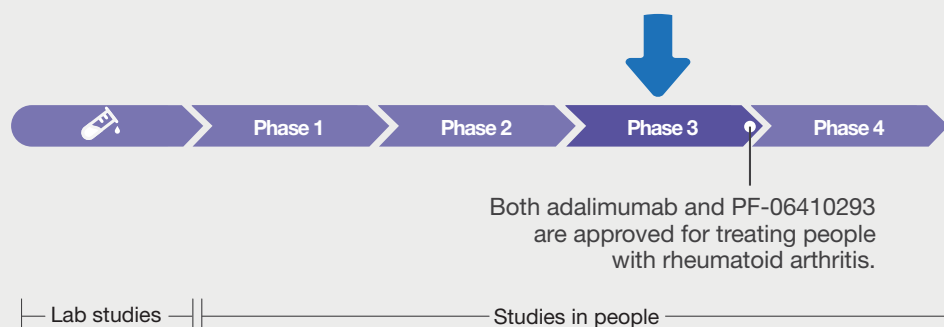 Phase 1 Phase 2 Phase 3 Phase 4
Both adalimumab and PF-06410293
are approved for treating people
with rheumatoid arthritis.
Lab studies Studies in people